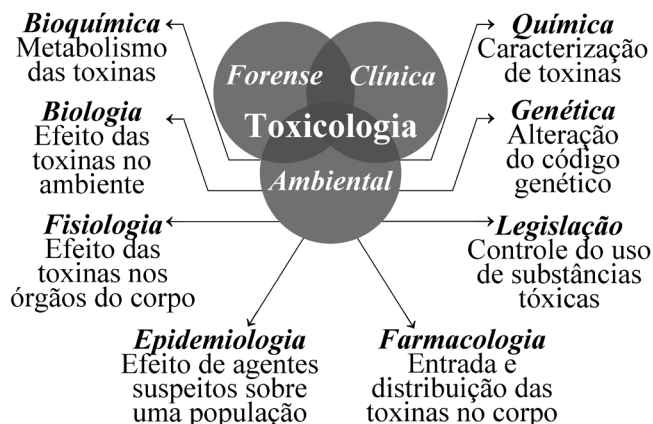 Bioquímica
Metabolismo
das toxinas
Biologia
Efeito das
toxinas no
ambiente
Fisiologia
Efeito das
toxinas nos
órgãos do corpo
Epidemiologia
Efeito de agentes
suspeitos sobre
uma população
Forense
Clínica
Toxicologia
Ambiental
Química
Caracterização
de toxinas
Genética
Alteração
do código
genético
Legislação
Controle do uso
de substâncias
tóxicas
Farmacologia
Entrada e
distribuição das
toxinas no corpo